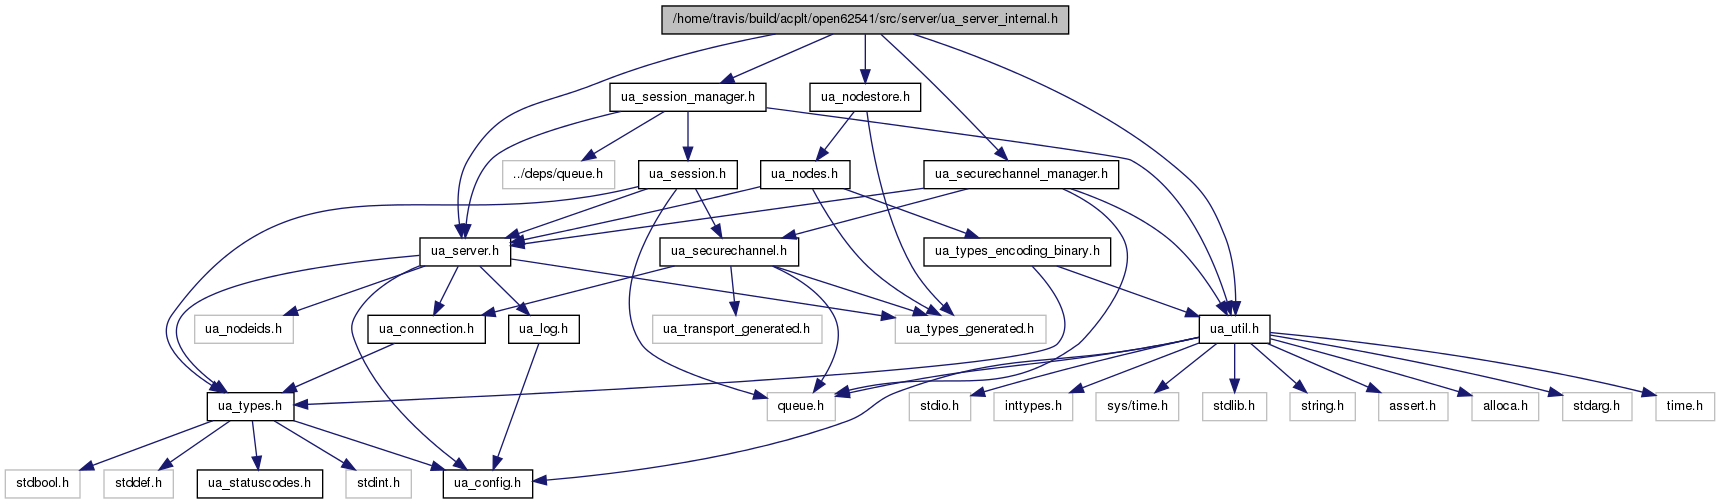 /home/travis/build/acplt/open62541/src/server/ua_server_internal.h
ua_session_manager.h
ua_nodestore.h
../deps/queue.h
ua_session.h
ua_nodes.h
ua_securechannel_manager.h
ua_server.h
ua_securechannel.h
ua_types_encoding_binary.h
ua_nodeids.h
ua_connection.h
ua_log.h
ua_transport_generated.h
ua_types_generated.h
ua_util.h
ua_types.h
queue.h
stdio.h
inttypes.h
sys/time.h
stdlib.h
string.h
assert.h
alloca.h
stdarg.h
time.h
stdbool.h
stddef.h
ua_statuscodes.h
stdint.h
ua_config.h